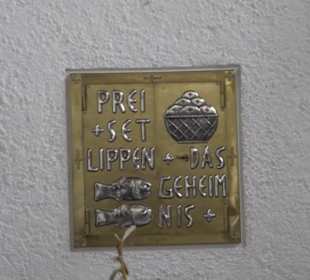 PREI
+SET
LIPPEN + DAS
GEHEIM
NIS +